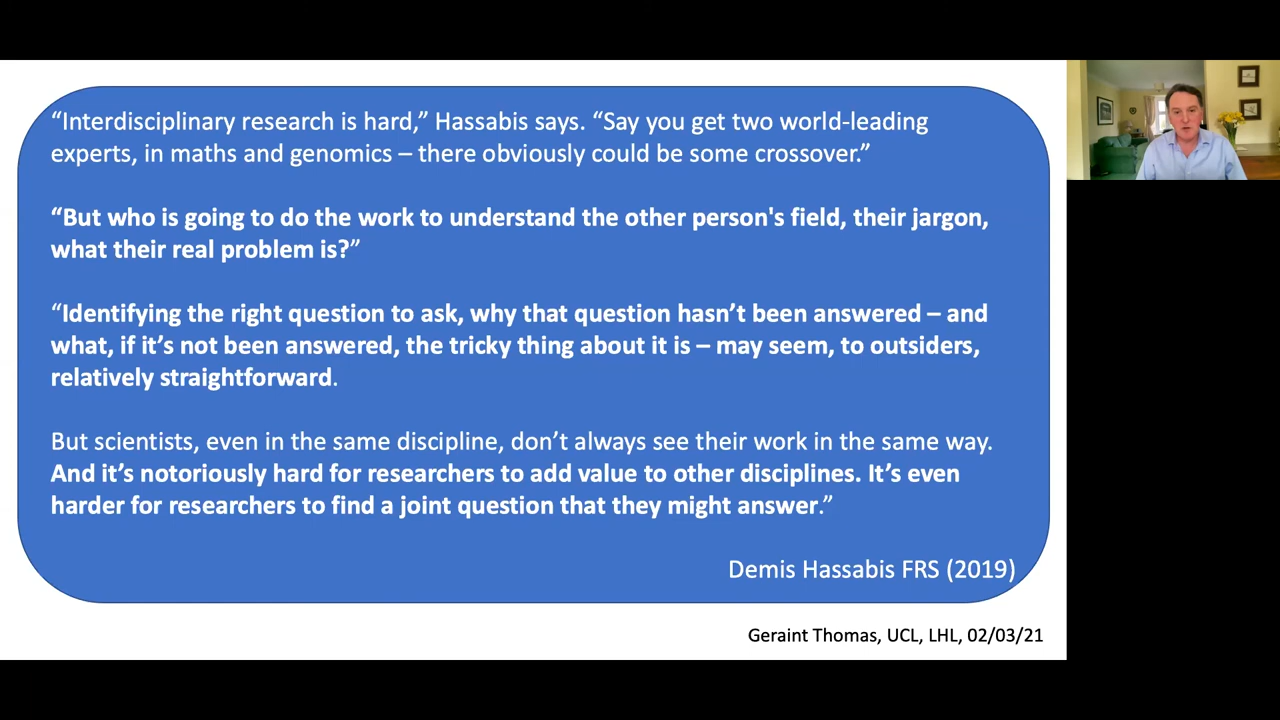 “Interdisciplinary research is hard,” Hassabis says. “Say you get two world-leading
experts, in maths and genomics – there obviously could be some crossover.”
“But who is going to do the work to understand the other person's field, their jargon,
what their real problem is?”
“Identifying the right question to ask, why that question hasn’t been answered – and
what, if it’s not been answered, the tricky thing about it is – may seem, to outsiders,
relatively straightforward.
But scientists, even in the same discipline, don’t always see their work in the same way.
And it’s notoriously hard for researchers to add value to other disciplines. It’s even
harder for researchers to find a joint question that they might answer.”
Demis Hassabis FRS (2019)
Geraint Thomas, UCL, LHL, 02/03/21